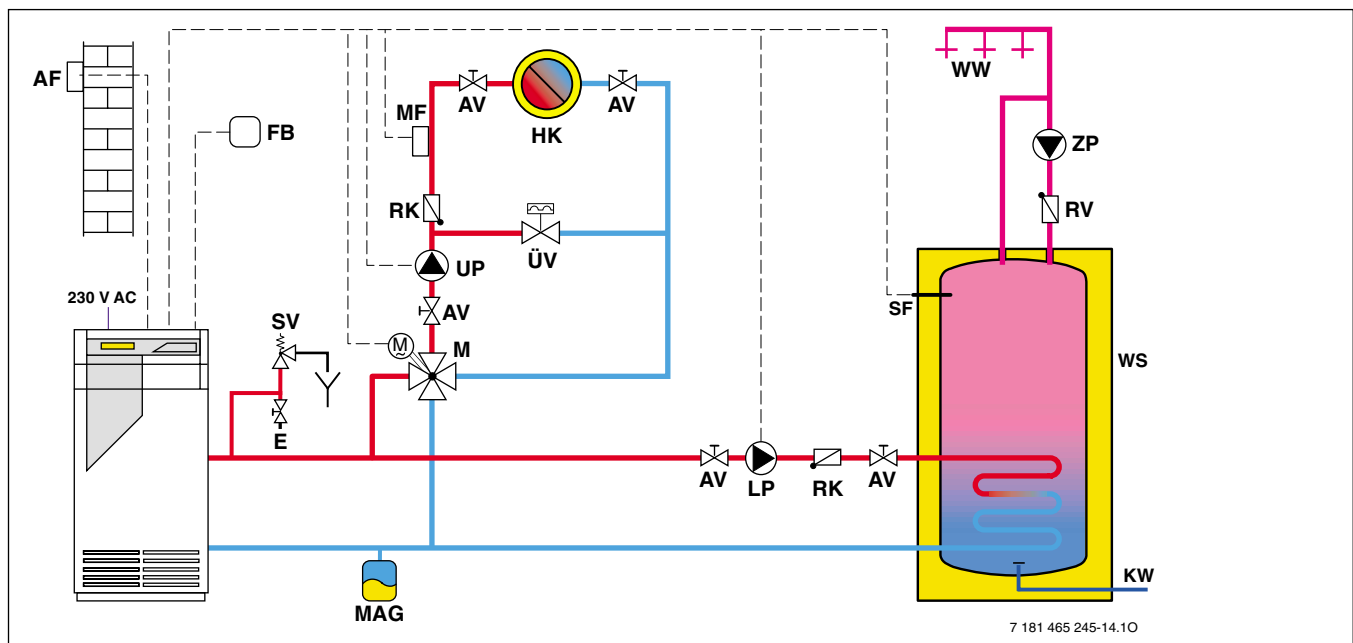 AF
FB
230 V AC
SV
E
MF
AV
HK
AV
RK
UP
ÜV
AV
M
~
M
AV
LP
RK
AV
MAG
WW
ZP
RV
SF
WS
KW
7 181 465 245-14.1O